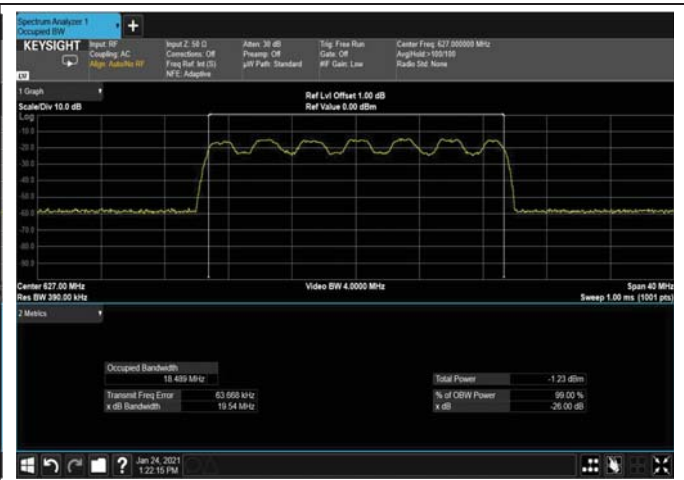 Spectrum Analyzer 1
Occupied BW
+
KEYSIGHT
Input: RF
Coupling: AC
Align: Auto/No RF
Input Z: 50 Ω
Corrections: Off
Freq Ref: Int (S)
NFE: Adaptive
Atten: 30 dB
Preamp: Off
µW Path: Standard
Trig: Free Run
Gate: Off
#IF Gain: Low
Center Freq: 627.000000 MHz
Avg|Hold:>100/100
Radio Std: None
1 Graph
Scale/Div 10.0 dB
Ref Lvl Offset 1.00 dB
Ref Value 0.00 dBm
Log
-10.0
-20.0
-30.0
-40.0
-50.0
-60.0
-70.0
-80.0
-90.0
Center 627.00 MHz
Video BW 4.0000 MHz
Span 40 MHz
Res BW 390.00 kHz
Sweep 1.00 ms (1001 pts)
2 Metrics
Occupied Bandwidth
18.489 MHz
Total Power -1.23 dBm
Transmit Freq Error 63.668 kHz
% of OBW Power 99.00 %
x dB Bandwidth 19.54 MHz
x dB -26.00 dB
?
Jan 24, 2021
1:22:15 PM